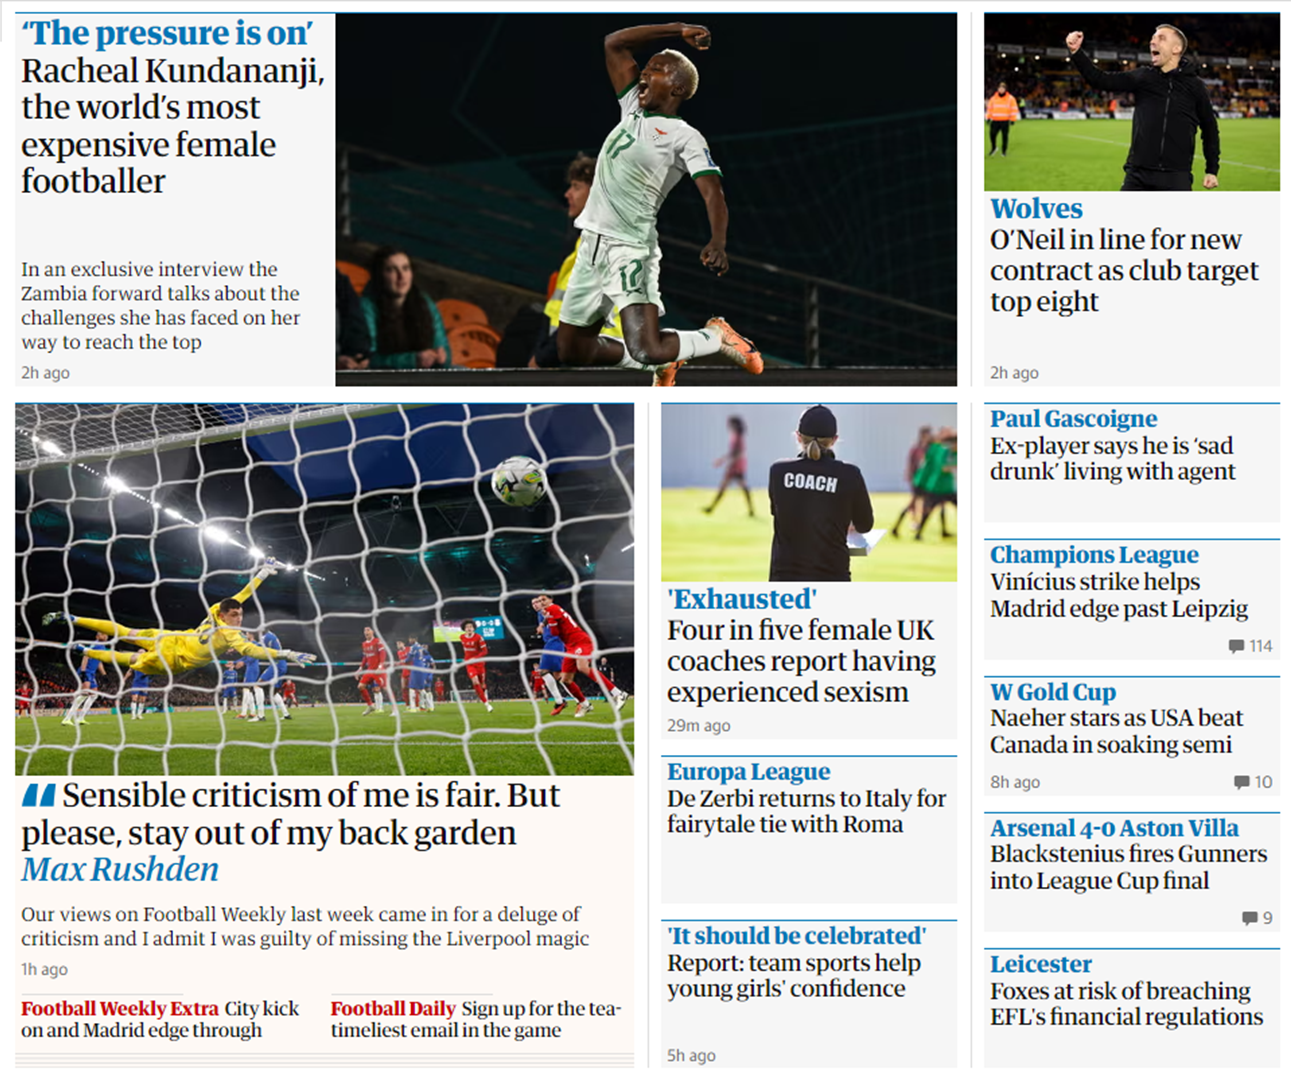 ‘The pressure is on’
Racheal Kundananji,
the world’s most
expensive female
footballer
In an exclusive interview the
Zambia forward talks about the
challenges she has faced on her
way to reach the top
2h ago
17
17
Wolves
O’Neil in line for new
contract as club target
top eight
2h ago
“ Sensible criticism of me is fair. But
please, stay out of my back garden
Max Rushden
Our views on Football Weekly last week came in for a deluge of
criticism and I admit I was guilty of missing the Liverpool magic
1h ago
Football Weekly Extra City kick
on and Madrid edge through
Football Daily Sign up for the tea-
timeliest email in the game
COACH
'Exhausted'
Four in five female UK
coaches report having
experienced sexism
29m ago
Europa League
De Zerbi returns to Italy for
fairytale tie with Roma
'It should be celebrated'
Report: team sports help
young girls' confidence
5h ago
Paul Gascoigne
Ex-player says he is ‘sad
drunk’ living with agent
Champions League
Vinícius strike helps
Madrid edge past Leipzig
114
W Gold Cup
Naeher stars as USA beat
Canada in soaking semi
8h ago
10
Arsenal 4-0 Aston Villa
Blackstenius fires Gunners
into League Cup final
9
Leicester
Foxes at risk of breaching
EFL's financial regulations